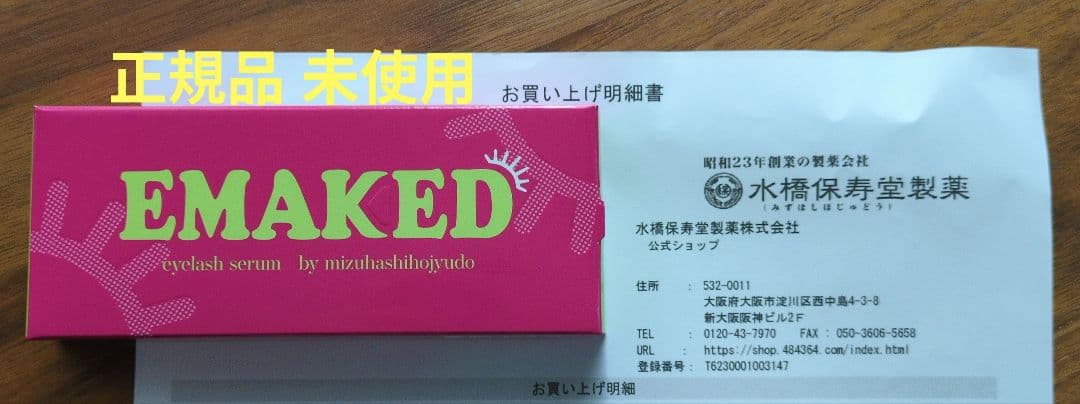 正規品 未使用
EMAKED
eyelash serum by mizuhashihojyudo
お買い上げ明細書
昭和23年創業の製薬会社
水橋保寿堂製薬
(みずはしほじゅどう)
水橋保寿堂製薬株式会社
公式ショップ
住所 : 532-0011
大阪府大阪市淀川区西中島4-3-8
新大阪阪神ビル2F
TEL : 0120-43-7970 FAX : 050-3606-5658
URL : https://shop.484364.com/index.html
登録番号: T6230001003147
お買い上げ明細